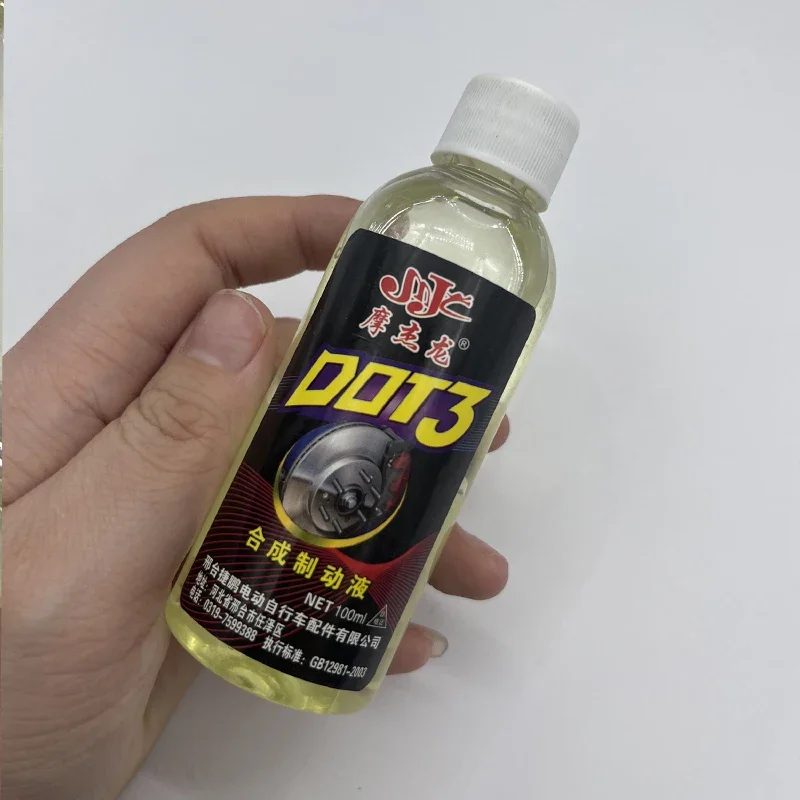 MJL
摩杰龙®
DOT3
合成制动液
NET 100ml
邢台捷鹏电动自行车配件有限公司
地址：河北省邢台市任泽区
电话：0319-7599388 执行标准：GB12981-2003